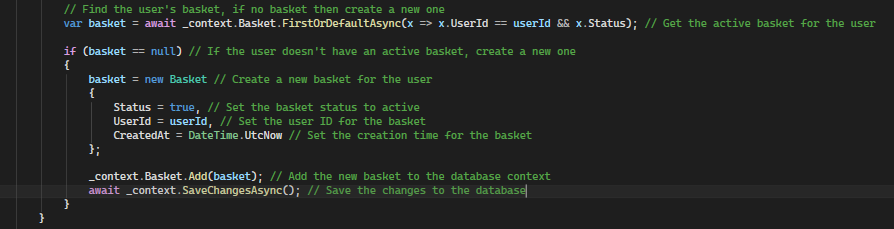 // Find the user's basket, if no basket then create a new one
var basket = await _context.Basket.FirstOrDefaultAsync(x => x.UserId == userId && x.Status); // Get the active basket for the user
if (basket == null) // If the user doesn't have an active basket, create a new one
{
basket = new Basket // Create a new basket for the user
{
Status = true, // Set the basket status to active
UserId = userId, // Set the user ID for the basket
CreatedAt = DateTime.UtcNow // Set the creation time for the basket
};
_context.Basket.Add(basket); // Add the new basket to the database context
await _context.SaveChangesAsync(); // Save the changes to the database
}
}